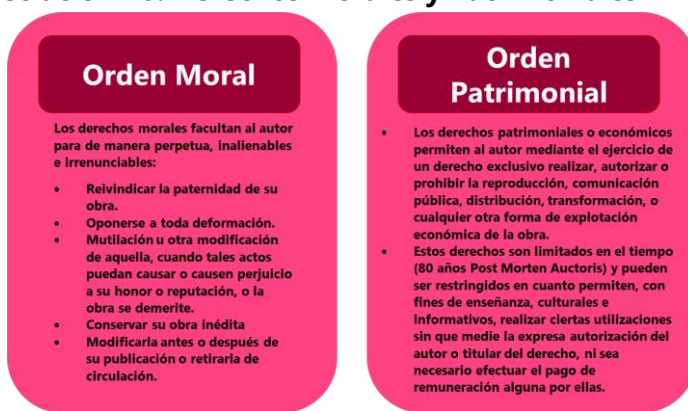 Orden Moral
Los derechos morales facultan al autor
para de manera perpetua, inalienables
e irrenunciables:
• Reivindicar la paternidad de su
obra.
• Oponerse a toda deformación.
• Mutilación u otra modificación
de aquella, cuando tales actos
puedan causar o causen perjuicio
a su honor o reputación, o la
obra se demerite.
• Conservar su obra inédita
• Modificarla antes o después de
su publicación o retirarla de
circulación.
Orden
Patrimonial
• Los derechos patrimoniales o económicos
permiten al autor mediante el ejercicio de
un derecho exclusivo realizar, autorizar o
prohibir la reproducción, comunicación
pública, distribución, transformación, o
cualquier otra forma de explotación
económica de la obra.
• Estos derechos son limitados en el tiempo
(80 años Post Morten Auctoris) y pueden
ser restringidos en cuanto permiten, con
fines de enseñanza, culturales e
informativos, realizar ciertas utilizaciones
sin que medie la expresa autorización del
autor o titular del derecho, ni sea
necesario efectuar el pago de
remuneración alguna por ellas.